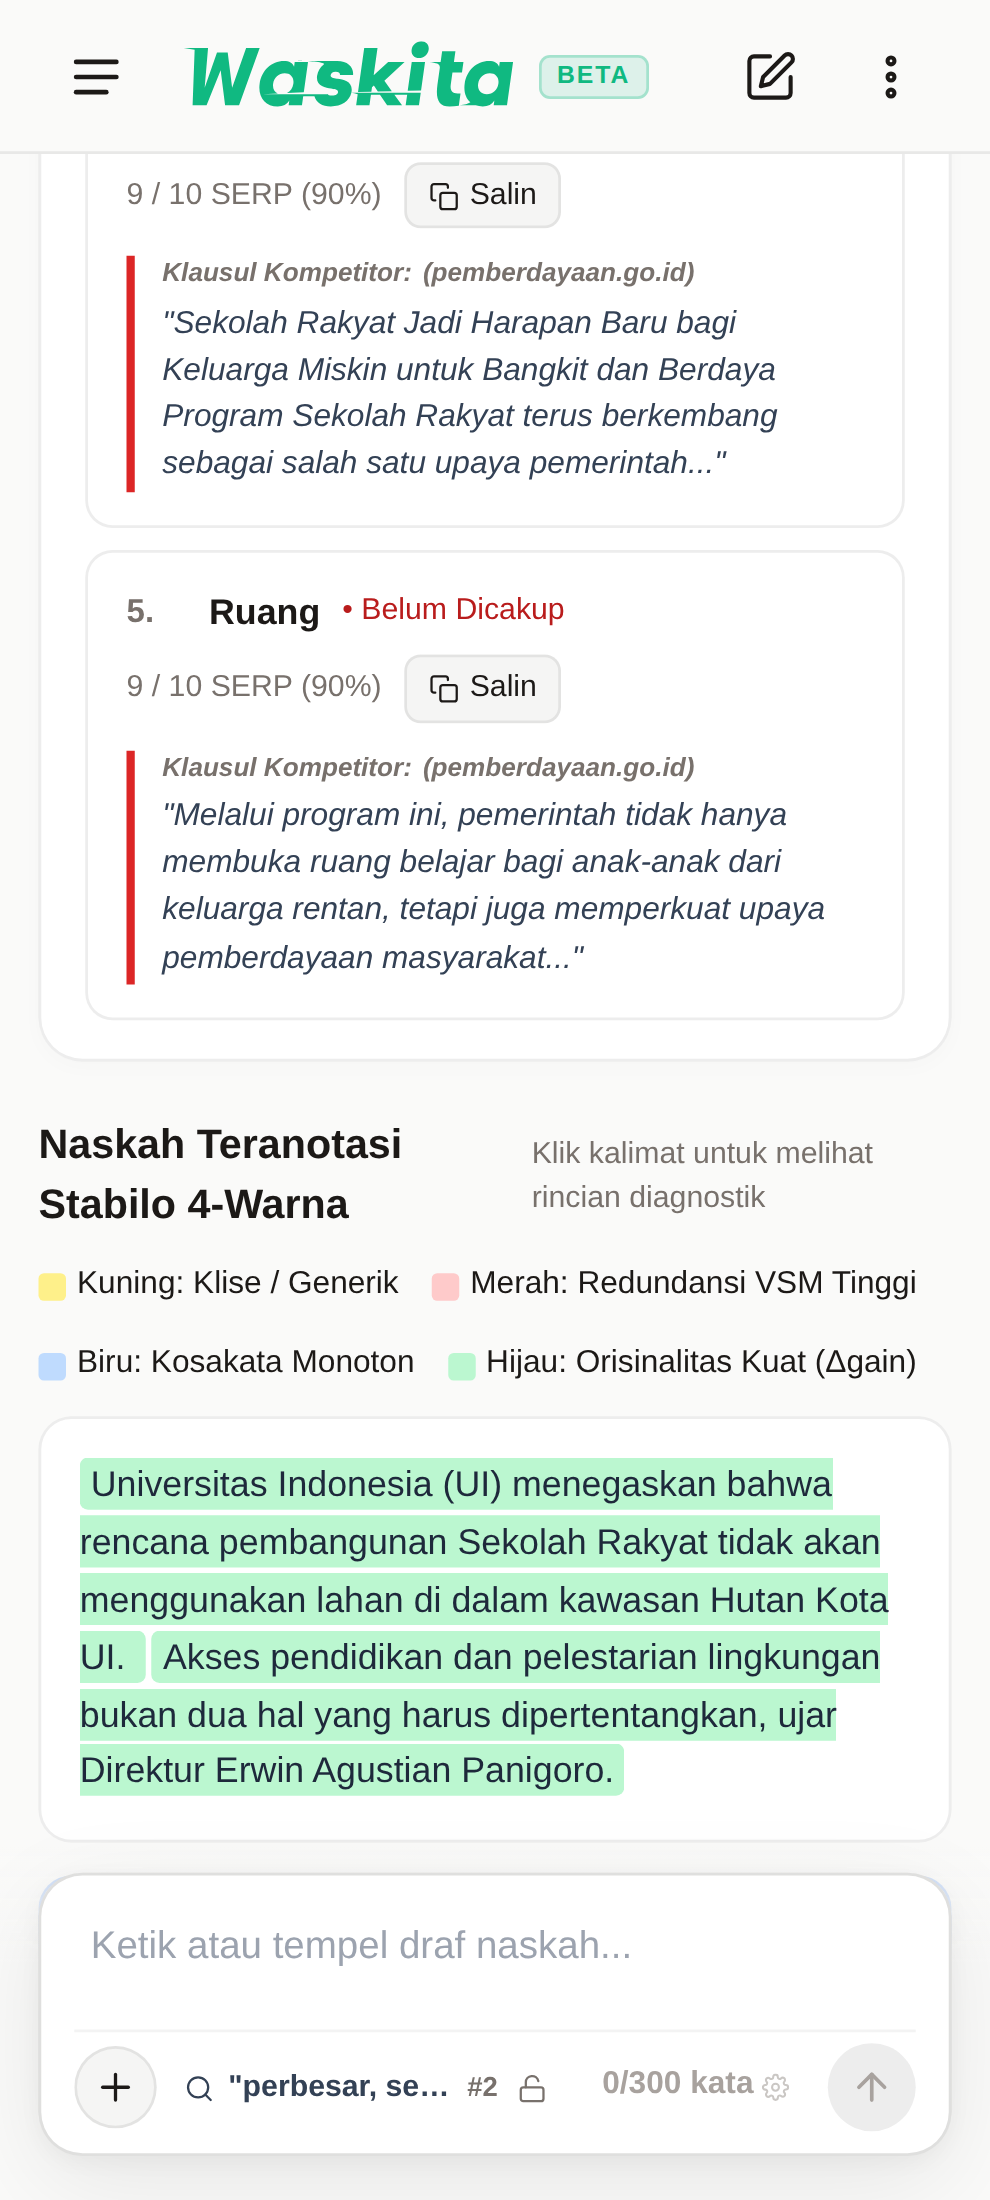 Waskita BETA
9 / 10 SERP (90%) Salin
Klausul Kompetitor: (pemberdayaan.go.id)
"Sekolah Rakyat Jadi Harapan Baru bagi
Keluarga Miskin untuk Bangkit dan Berdaya
Program Sekolah Rakyat terus berkembang
sebagai salah satu upaya pemerintah..."
5. Ruang • Belum Dicakup
9 / 10 SERP (90%) Salin
Klausul Kompetitor: (pemberdayaan.go.id)
"Melalui program ini, pemerintah tidak hanya
membuka ruang belajar bagi anak-anak dari
keluarga rentan, tetapi juga memperkuat upaya
pemberdayaan masyarakat..."
Naskah Teranotasi
Stabilo 4-Warna
Klik kalimat untuk melihat
rincian diagnostik
Kuning: Klise / Generik Merah: Redundansi VSM Tinggi
Biru: Kosakata Monoton Hijau: Orisinalitas Kuat (Δgain)
Universitas Indonesia (UI) menegaskan bahwa
rencana pembangunan Sekolah Rakyat tidak akan
menggunakan lahan di dalam kawasan Hutan Kota
UI. Akses pendidikan dan pelestarian lingkungan
bukan dua hal yang harus dipertentangkan, ujar
Direktur Erwin Agustian Panigoro.
Ketik atau tempel draf naskah...
"perbesar, se... #2 0/300 kata